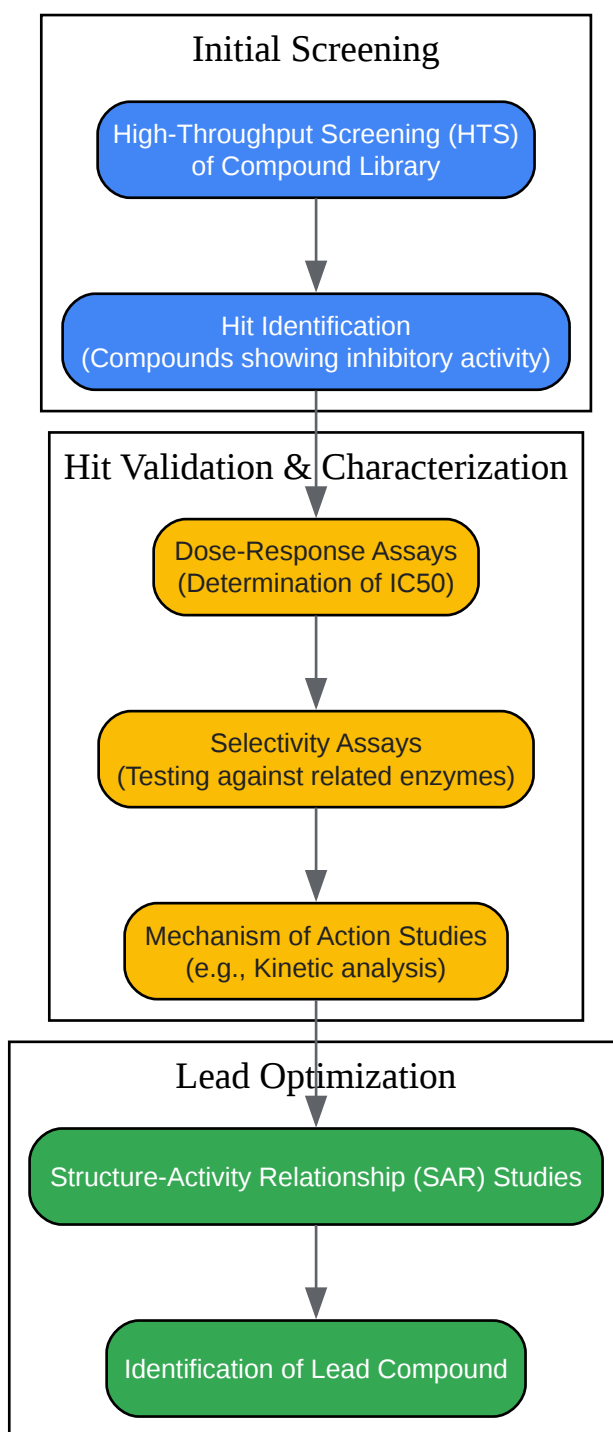 Initial Screening
High-Throughput Screening (HTS)
of Compound Library
Hit Identification
(Compounds showing inhibitory activity)
Hit Validation & Characterization
Dose-Response Assays
(Determination of IC50)
Selectivity Assays
(Testing against related enzymes)
Mechanism of Action Studies
(e.g., Kinetic analysis)
Lead Optimization
Structure-Activity Relationship (SAR) Studies
Identification of Lead Compound